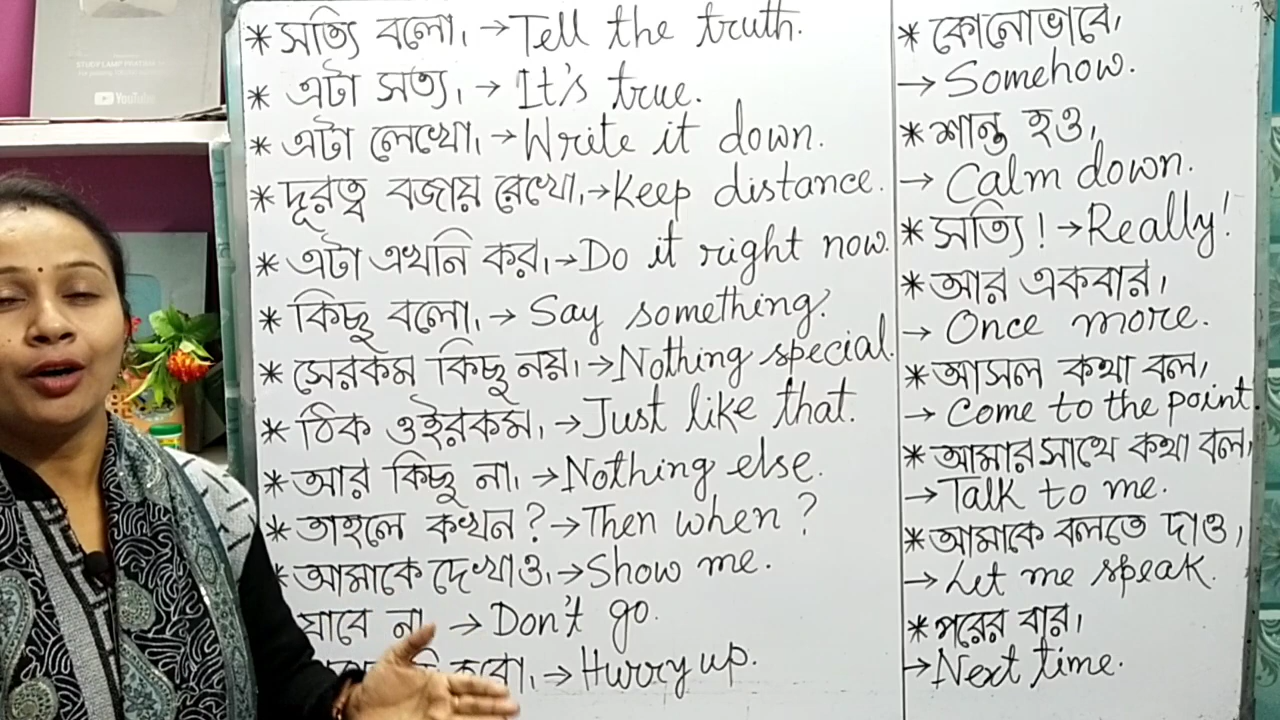 STUDY LAMP
YouTube
* সত্যি বলো। → Tell the truth.
* এটা সত্য। → It's true.
* এটা লেখো। → Write it down.
* দূরত্ব বজায় রেখো। → Keep distance.
* এটা এখনি কর। → Do it right now.
* কিছু বলো। → Say something.
* সেরকম কিছু নয়। → Nothing special.
* ঠিক ওইরকম। → Just like that.
* আর কিছু না। → Nothing else.
* তাহলে কখন ? → Then when ?
* আমাকে দেখাও। → Show me.
যাবে না → Don't go.
→ Hurry up.
* কোনোভাবে।
→ Somehow.
* শান্ত হও।
→ Calm down.
* সত্যি ! → Really!
* আর একবার।
→ Once more.
* আসল কথা বল।
→ Come to the point.
* আমার সাথে কথা বল।
→ Talk to me.
* আমাকে বলতে দাও।
→ Let me speak.
* পরের বার।
→ Next time.